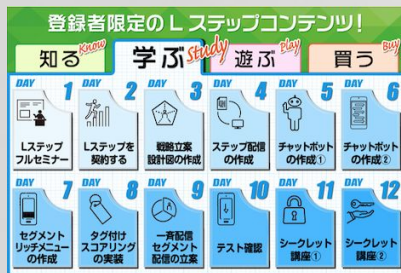 登録者限定のLステップコンテンツ!
知る Know
学ぶ Study
遊ぶ Play
買う Buy
DAY 1
Lステップ
フルセミナー
DAY 2
Lステップを
契約する
DAY 3
戦略立案
設計図の作成
DAY 4
ステップ配信
の作成
DAY 5
チャットボット
の作成①
DAY 6
チャットボット
の作成②
DAY 7
セグメント
リッチメニュー
の作成
DAY 8
タグ付け
スコアリング
の実装
DAY 9
一斉配信
セグメント
配信の立案
DAY 10
テスト確認
DAY 11
シークレット
講座①
DAY 12
シークレット
講座②